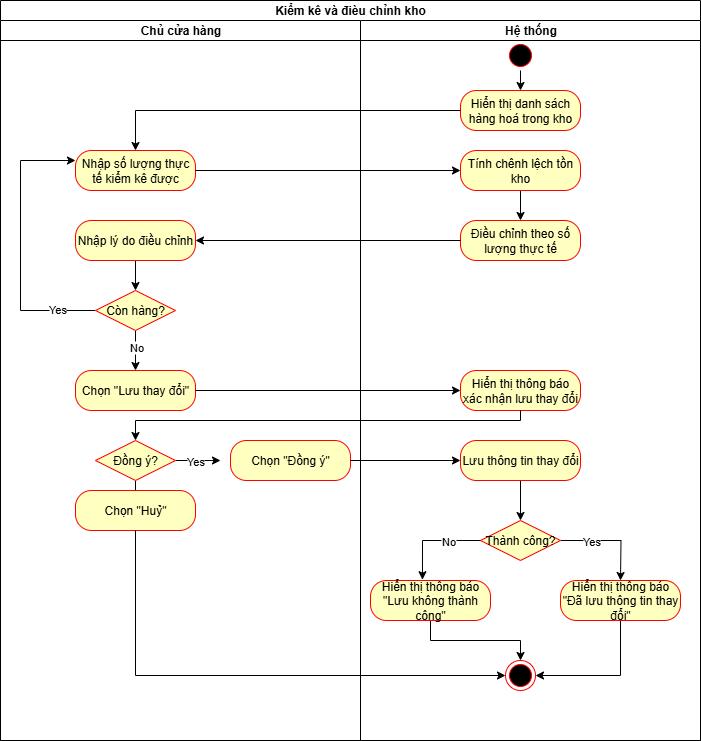 Kiểm kê và điều chỉnh kho
Chủ cửa hàng
Hệ thống
Hiển thị danh sách
hàng hoá trong kho
Nhập số lượng thực
tế kiểm kê được
Tính chênh lệch tồn
kho
Nhập lý do điều chỉnh
Điều chỉnh theo số
lượng thực tế
Còn hàng?
Yes
No
Chọn "Lưu thay đổi"
Hiển thị thông báo
xác nhận lưu thay đổi
Đồng ý?
Yes
Chọn "Đồng ý"
Lưu thông tin thay đổi
Chọn "Huỷ"
Thành công?
No
Yes
Hiển thị thông báo
"Lưu không thành
công"
Hiển thị thông báo
"Đã lưu thông tin thay
đổi"